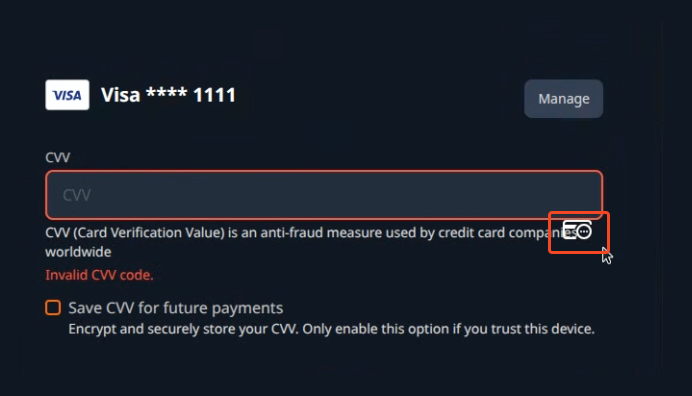 VISA
Visa **** 1111
Manage
CVV
CVV
CVV (Card Verification Value) is an anti-fraud measure used by credit card companies
worldwide
Invalid CVV code.
Save CVV for future payments
Encrypt and securely store your CVV. Only enable this option if you trust this device.